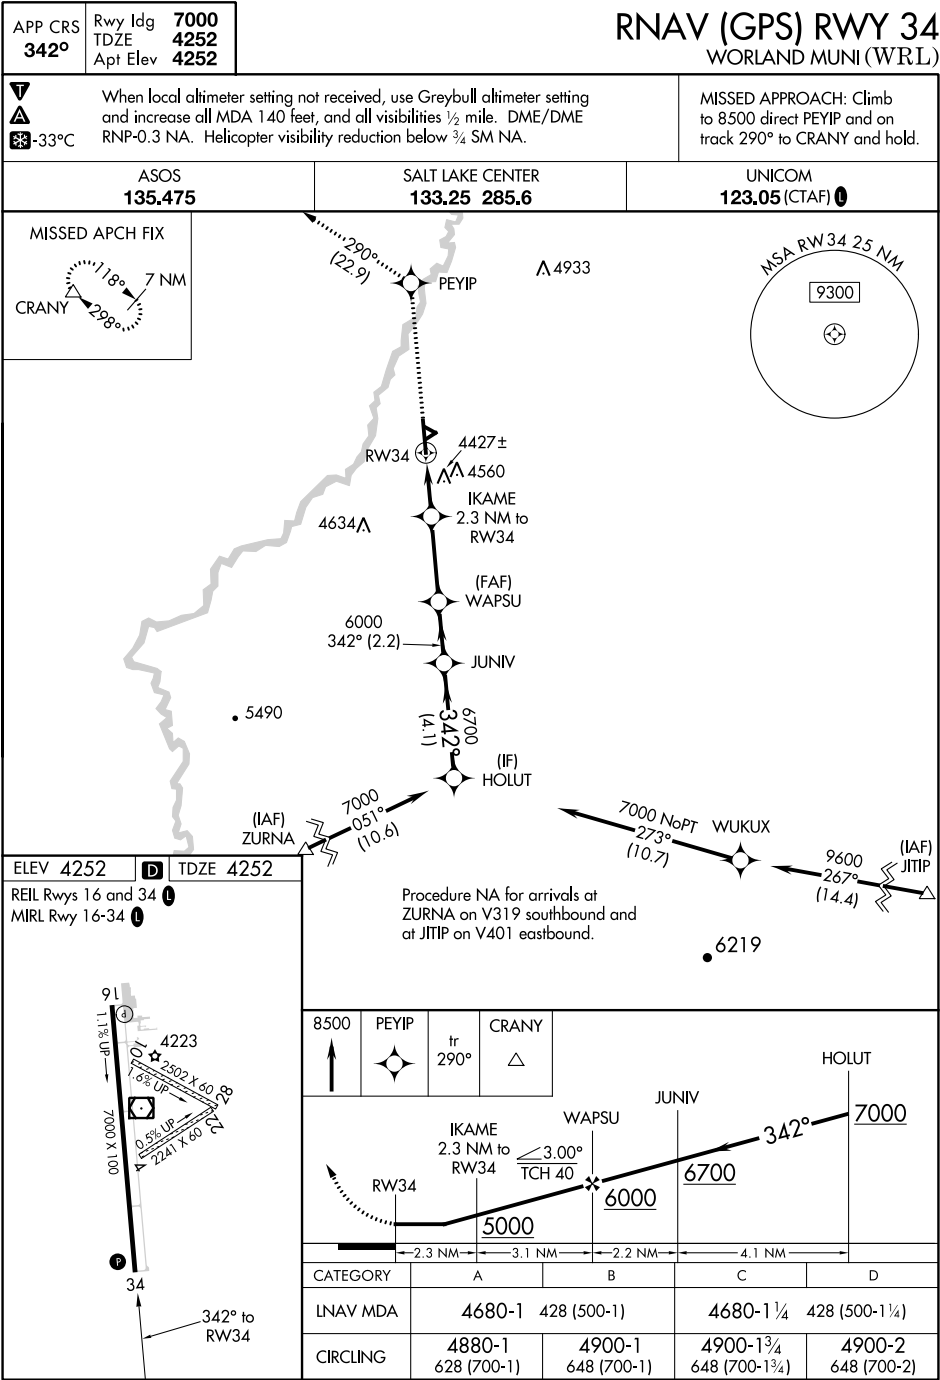 APP CRS
342°
Rwy ldg 7000
TDZE 4252
Apt Elev 4252
RNAV (GPS) RWY 34
WORLAND MUNI (WRL)
T
A
-33°C
When local altimeter setting not received, use Greybull altimeter setting
and increase all MDA 140 feet, and all visibilities ½ mile. DME/DME
RNP-0.3 NA. Helicopter visibility reduction below ¾ SM NA.
MISSED APPROACH: Climb
to 8500 direct PEYIP and on
track 290° to CRANY and hold.
ASOS
135.475
SALT LAKE CENTER
133.25 285.6
UNICOM
123.05 (CTAF) L
MISSED APCH FIX
118°
7 NM
CRANY
298°
290°
(22.9)
PEYIP
4933
MSA RW34 25 NM
9300
RW34
4427±
4560
IKAME
2.3 NM to
RW34
4634
(FAF)
WAPSU
6000
342° (2.2)
JUNIV
5490
6700
342°
(4.1)
(IF)
HOLUT
(IAF)
ZURNA
7000
051°
(10.6)
7000 NoPT
273°
(10.7)
WUKUX
9600
267°
(14.4)
(IAF)
JITIP
Procedure NA for arrivals at
ZURNA on V319 southbound and
at JITIP on V401 eastbound.
6219
ELEV 4252
D
TDZE 4252
REIL Rwys 16 and 34 L
MIRL Rwy 16-34 L
16
P
1.1% UP
7000 X 100
10
4223
2502 X 60
1.6% UP
28
22
0.5% UP
2241 X 60
4
P
34
342° to
RW34
8500
PEYIP
tr
290°
CRANY
HOLUT
JUNIV
WAPSU
IKAME
2.3 NM to
RW34
3.00°
TCH 40
RW34
342°
7000
6700
6000
5000
2.3 NM
3.1 NM
2.2 NM
4.1 NM
CATEGORY A B C D
LNAV MDA 4680-1 428 (500-1) 4680-1¼ 428 (500-1¼)
CIRCLING
4880-1
628 (700-1)
4900-1
648 (700-1)
4900-1¾
648 (700-1¾)
4900-2
648 (700-2)